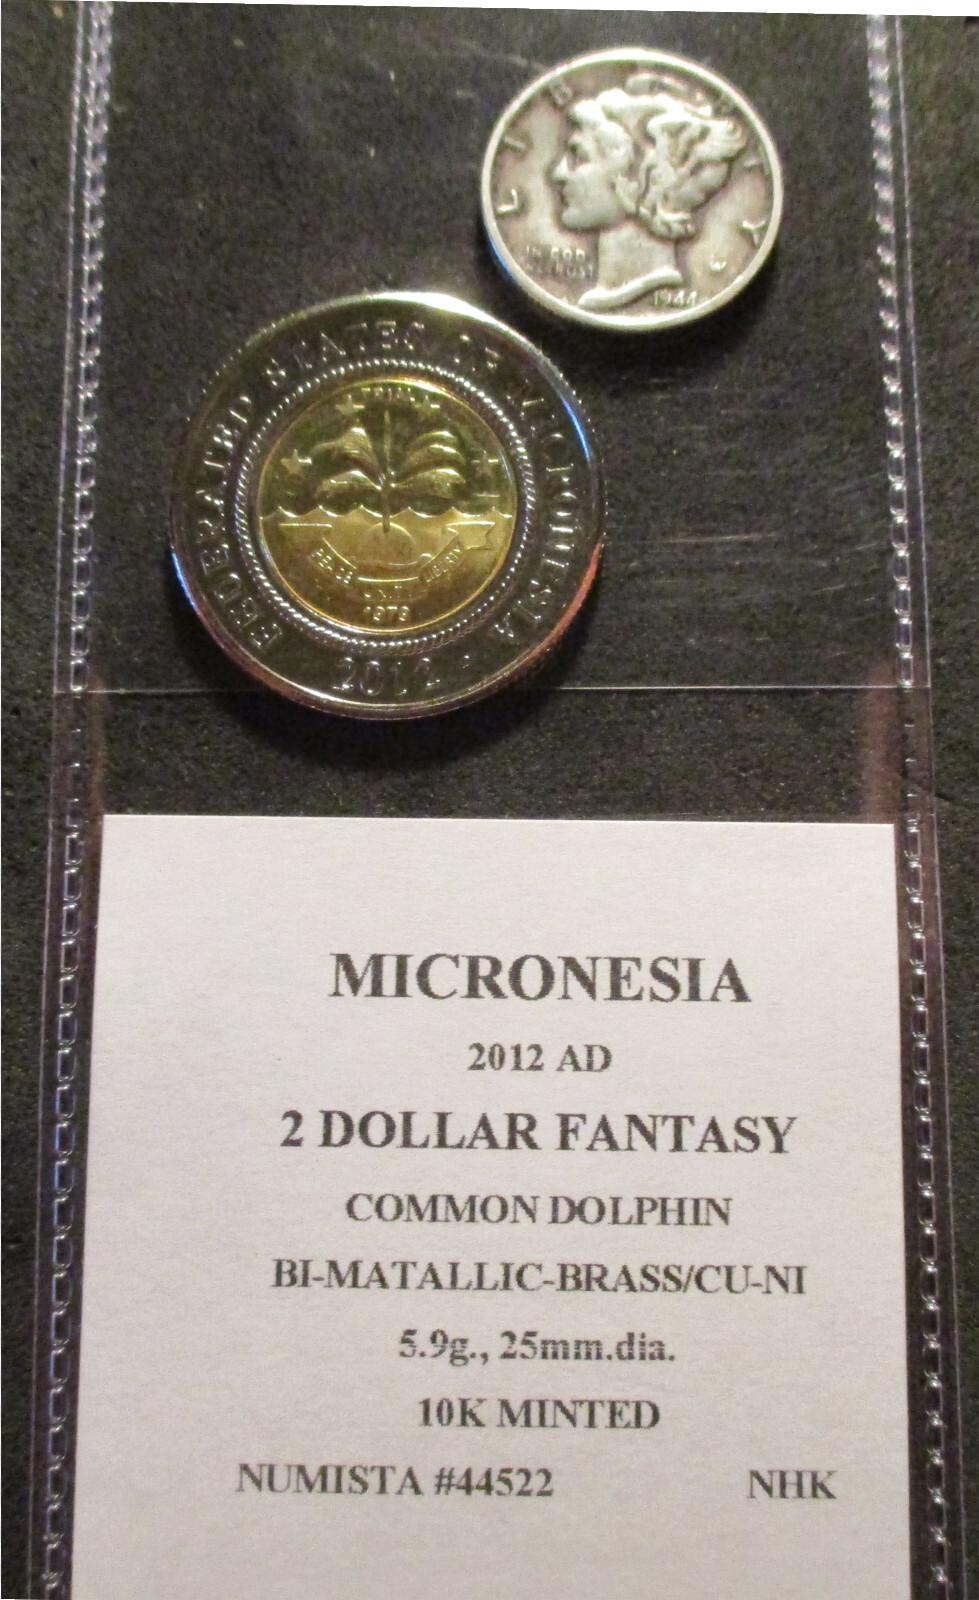 LIBERTY
IN GOD
WE TRUST
1944
W
FEDERATED STATES OF MICRONESIA
TRIAL
PEACE UNITY LIBERTY
1979
2012
MICRONESIA
2012 AD
2 DOLLAR FANTASY
COMMON DOLPHIN
BI-MATALLIC-BRASS/CU-NI
5.9g., 25mm.dia.
10K MINTED
NUMISTA #44522 NHK